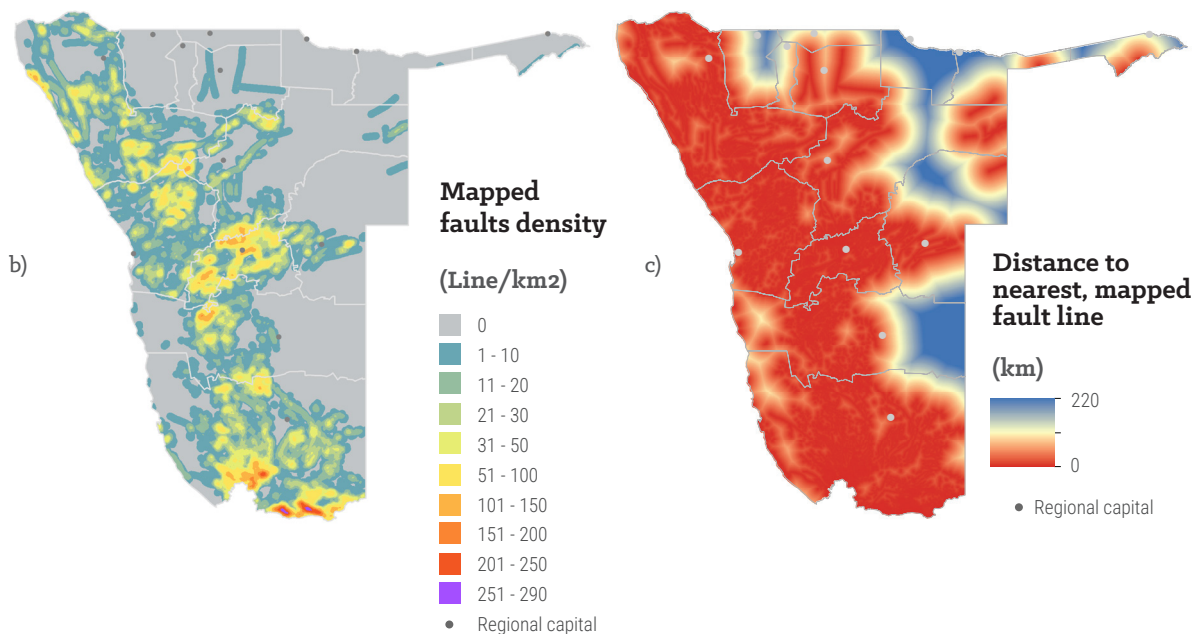 b)
Mapped
faults density
(Line/km2)
0
1 - 10
11 - 20
21 - 30
31 - 50
51 - 100
101 - 150
151 - 200
201 - 250
251 - 290
Regional capital
c)
Distance to
nearest, mapped
fault line
(km)
220
0
Regional capital